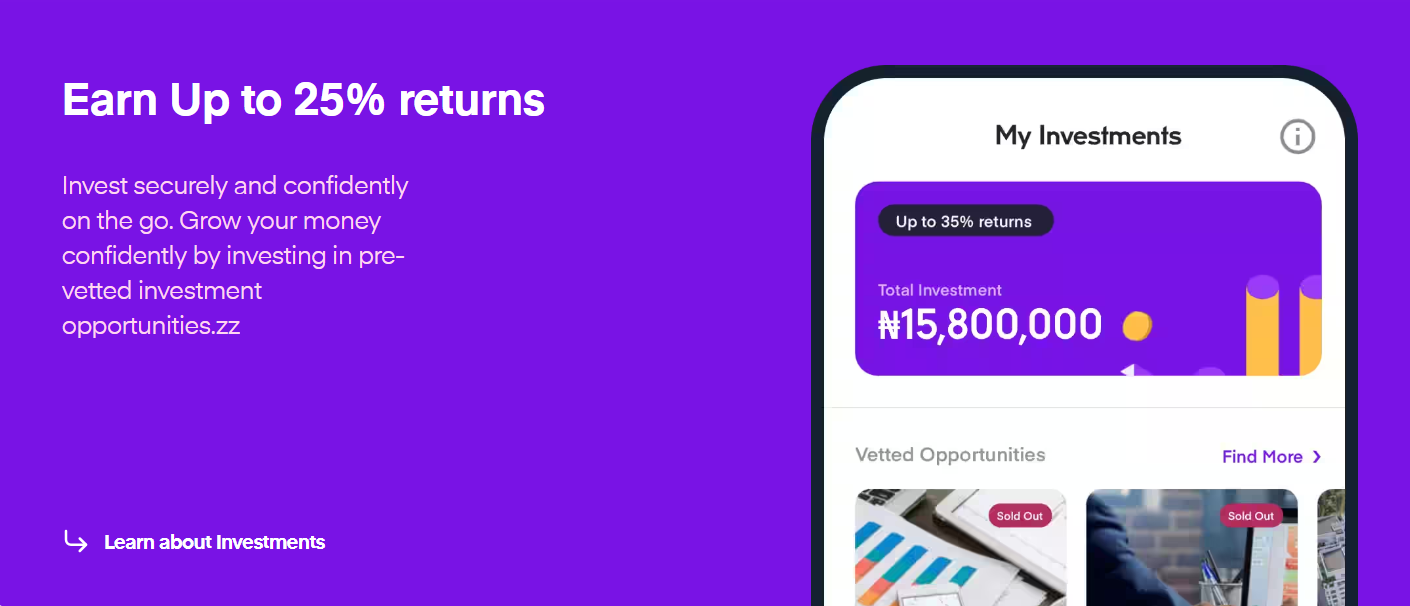 Earn Up to 25% returns
Invest securely and confidently
on the go. Grow your money
confidently by investing in pre-
vetted investment
opportunities.zz
Learn about Investments
My Investments
Up to 35% returns
Total Investment
₦15,800,000
Vetted Opportunities
Find More
Sold Out
Sold Out